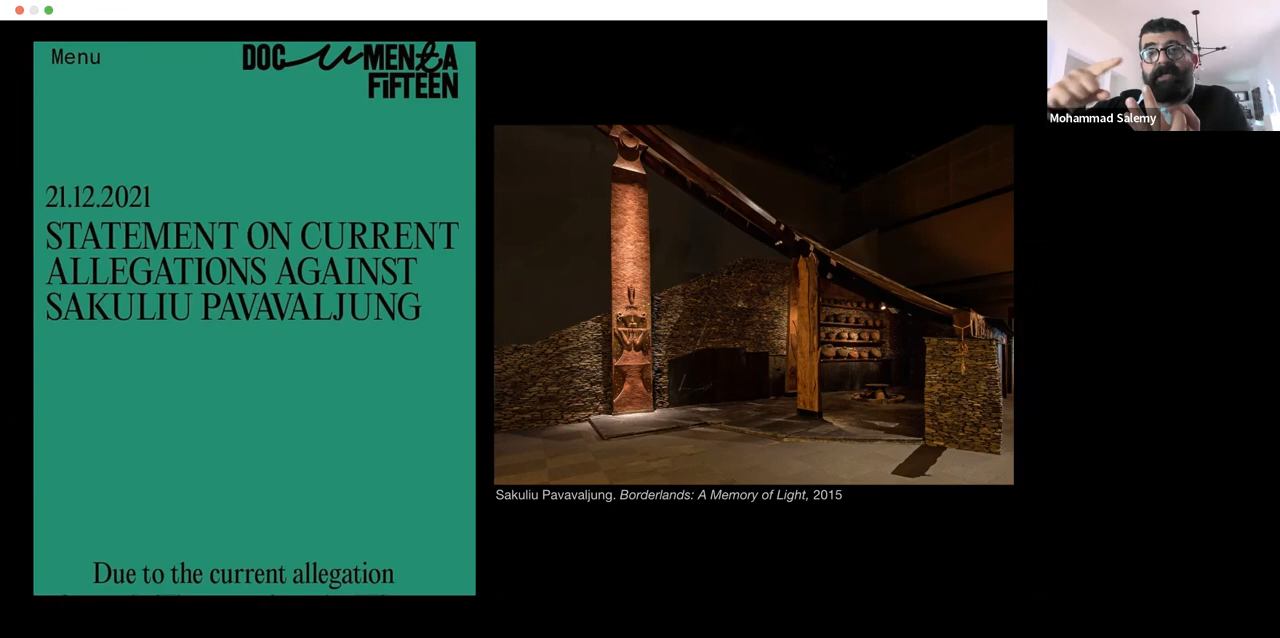 Menu
DOCUMENTA
FIFTEEN
21.12.2021
STATEMENT ON CURRENT
ALLEGATIONS AGAINST
SAKULIU PAVAVALJUNG
Due to the current allegation
Sakuliu Pavavaljung. Borderlands: A Memory of Light, 2015
Mohammad Salemy